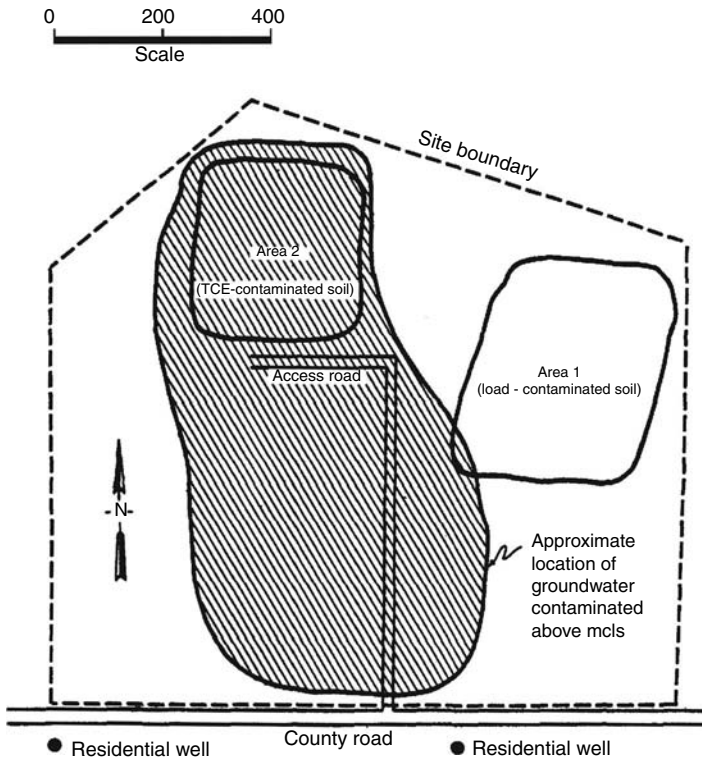 0 200 400
Scale
Site boundary
Area 2
(TCE-contaminated soil)
Area 1
(load - contaminated soil)
Access road
-N-
Approximate
location of
groundwater
contaminated
above mcls
County road
Residential well
Residential well